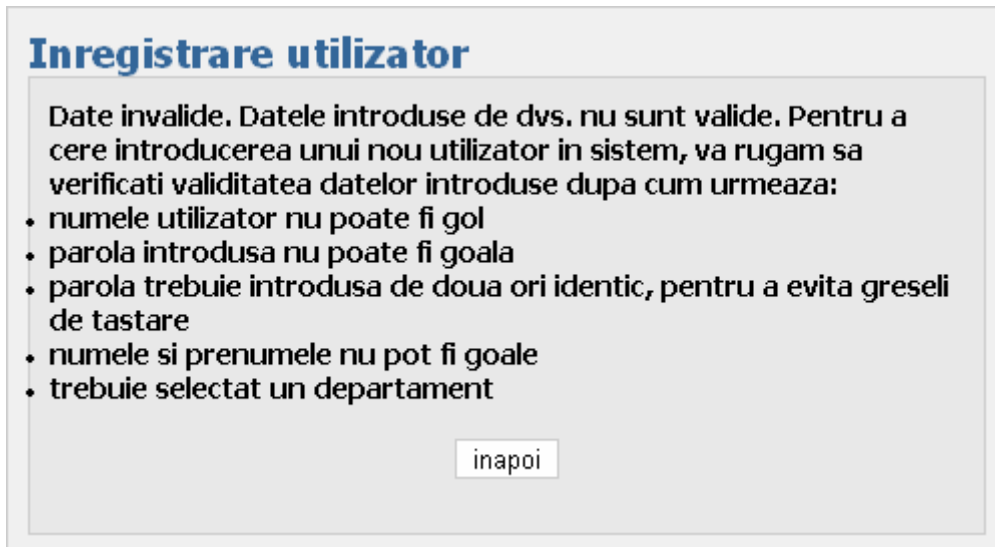 Inregistrare utilizator
Date invalide. Datele introduse de dvs. nu sunt valide. Pentru a
cere introducerea unui nou utilizator in sistem, va rugam sa
verificati validitatea datelor introduse dupa cum urmeaza:
• numele utilizator nu poate fi gol
• parola introdusa nu poate fi goala
• parola trebuie introdusa de doua ori identic, pentru a evita greseli
de tastare
• numele si prenumele nu pot fi goale
• trebuie selectat un departament
inapoi